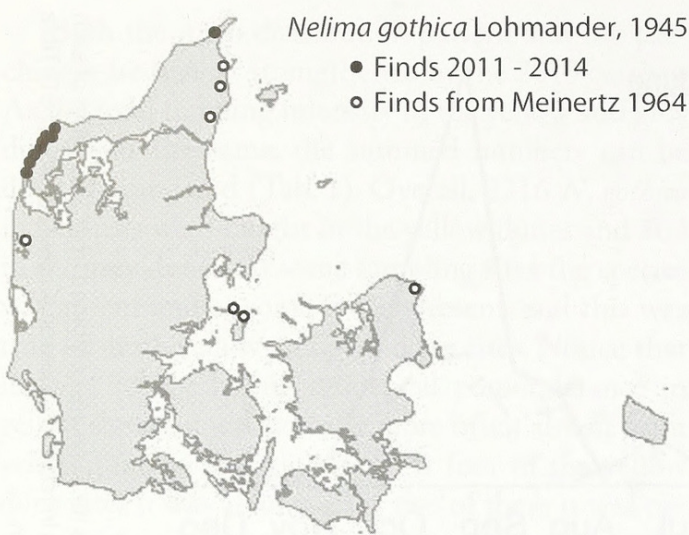 Nelima gothica Lohmander, 1945
Finds 2011 - 2014
Finds from Meinertz 1964